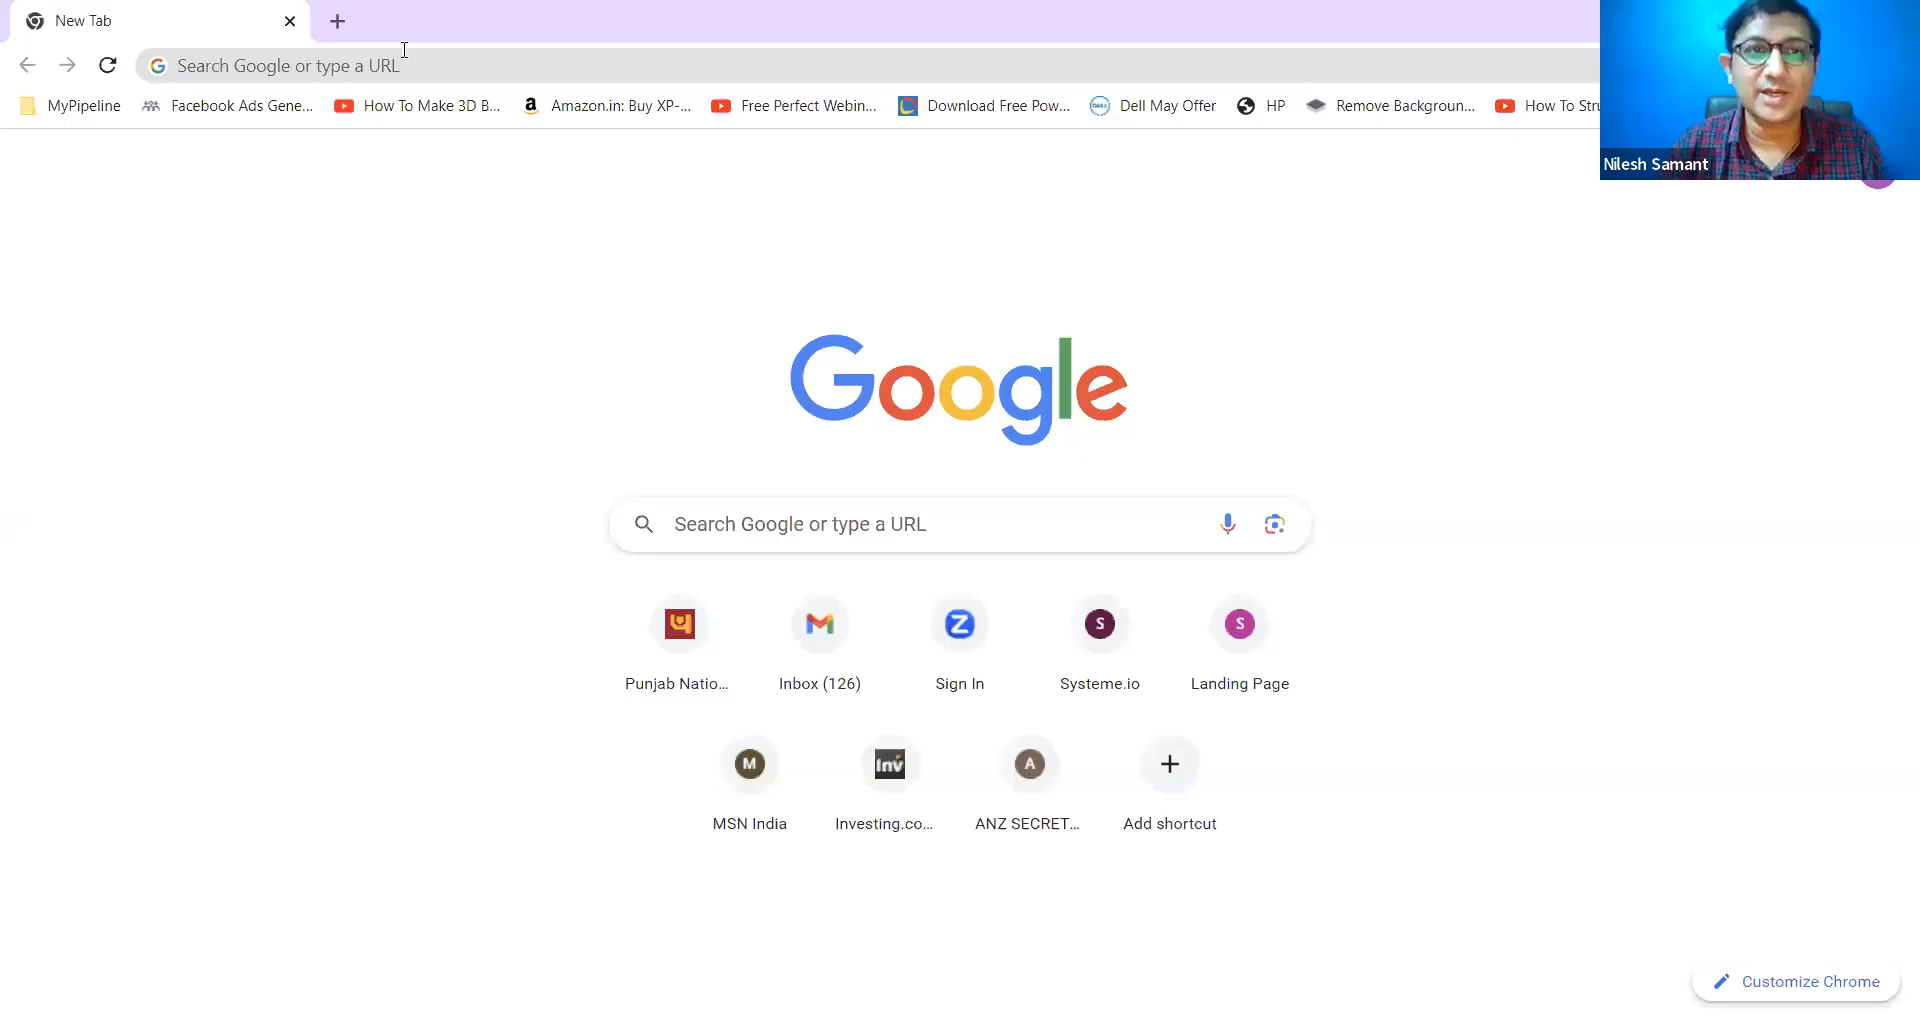 New Tab
Search Google or type a URL
MyPipeline Facebook Ads Gene... How To Make 3D B... Amazon.in: Buy XP-... Free Perfect Webin... Download Free Pow... Dell May Offer HP Remove Backgroun... How To Stru
Nilesh Samant
Google
Search Google or type a URL
Punjab Natio... Inbox (126) Sign In Systeme.io Landing Page
MSN India Investing.co... ANZ SECRET... Add shortcut
Customize Chrome